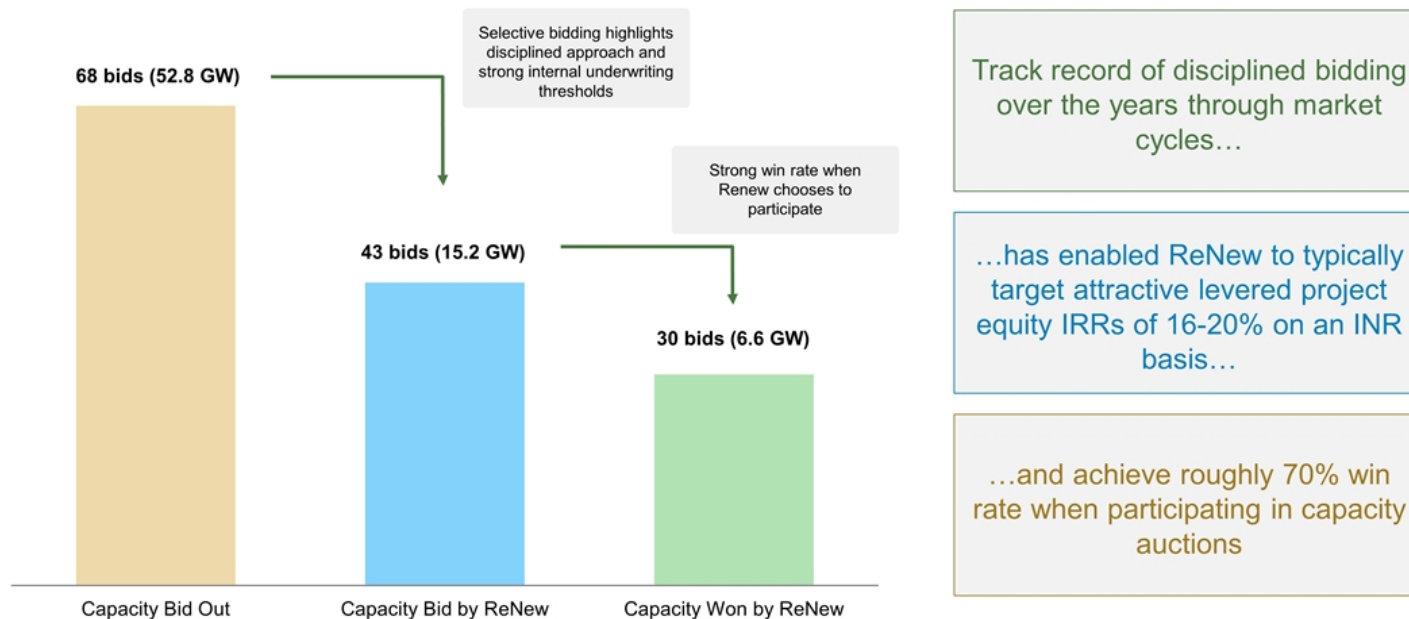 Selective bidding highlights
disciplined approach and
strong internal underwriting
thresholds
68 bids (52.8 GW)
Strong win rate when
Renew chooses to
participate
43 bids (15.2 GW)
30 bids (6.6 GW)
Capacity Bid Out
Capacity Bid by ReNew
Capacity Won by ReNew
Track record of disciplined bidding
over the years through market
cycles…
…has enabled ReNew to typically
target attractive levered project
equity IRRs of 16-20% on an INR
basis…
…and achieve roughly 70% win
rate when participating in capacity
auctions